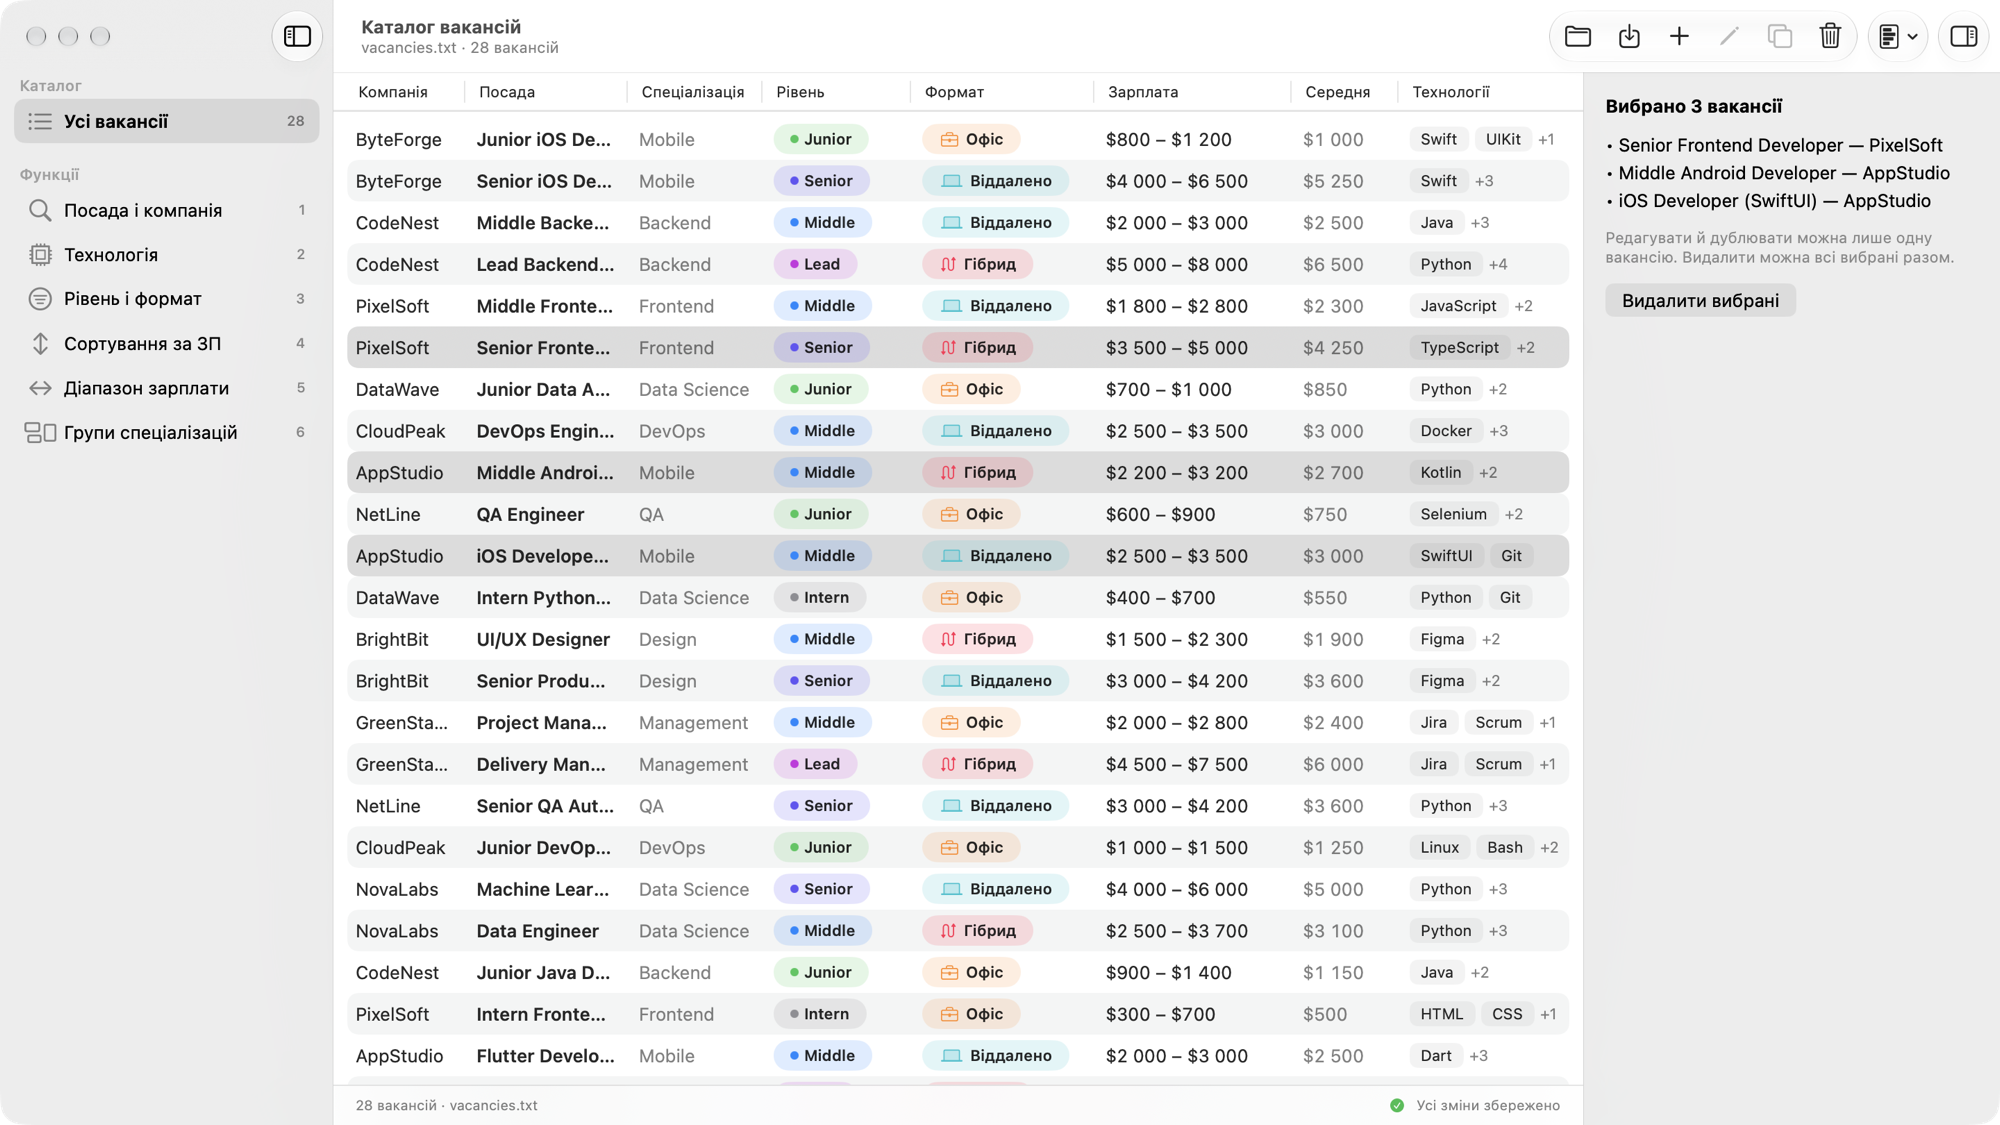 Каталог вакансій
vacancies.txt · 28 вакансій
Каталог
Усі вакансії 28
Функції
Посада і компанія 1
Технологія 2
Рівень і формат 3
Сортування за ЗП 4
Діапазон зарплати 5
Групи спеціалізацій 6
Компанія Посада Спеціалізація Рівень Формат Зарплата Середня Технології
ByteForge Junior iOS De... Mobile Junior Офіс $800 – $1 200 $1 000 Swift UIKit +1
ByteForge Senior iOS De... Mobile Senior Віддалено $4 000 – $6 500 $5 250 Swift +3
CodeNest Middle Backe... Backend Middle Віддалено $2 000 – $3 000 $2 500 Java +3
CodeNest Lead Backend... Backend Lead Гібрид $5 000 – $8 000 $6 500 Python +4
PixelSoft Middle Fronte... Frontend Middle Віддалено $1 800 – $2 800 $2 300 JavaScript +2
PixelSoft Senior Fronte... Frontend Senior Гібрид $3 500 – $5 000 $4 250 TypeScript +2
DataWave Junior Data A... Data Science Junior Офіс $700 – $1 000 $850 Python +2
CloudPeak DevOps Engin... DevOps Middle Віддалено $2 500 – $3 500 $3 000 Docker +3
AppStudio Middle Androi... Mobile Middle Гібрид $2 200 – $3 200 $2 700 Kotlin +2
NetLine QA Engineer QA Junior Офіс $600 – $900 $750 Selenium +2
AppStudio iOS Develope... Mobile Middle Віддалено $2 500 – $3 500 $3 000 SwiftUI Git
DataWave Intern Python... Data Science Intern Офіс $400 – $700 $550 Python Git
BrightBit UI/UX Designer Design Middle Гібрид $1 500 – $2 300 $1 900 Figma +2
BrightBit Senior Produ... Design Senior Віддалено $3 000 – $4 200 $3 600 Figma +2
GreenSta... Project Mana... Management Middle Офіс $2 000 – $2 800 $2 400 Jira Scrum +1
GreenSta... Delivery Man... Management Lead Гібрид $4 500 – $7 500 $6 000 Jira Scrum +1
NetLine Senior QA Aut... QA Senior Віддалено $3 000 – $4 200 $3 600 Python +3
CloudPeak Junior DevOp... DevOps Junior Офіс $1 000 – $1 500 $1 250 Linux Bash +2
NovaLabs Machine Lear... Data Science Senior Віддалено $4 000 – $6 000 $5 000 Python +3
NovaLabs Data Engineer Data Science Middle Гібрид $2 500 – $3 700 $3 100 Python +3
CodeNest Junior Java D... Backend Junior Офіс $900 – $1 400 $1 150 Java +2
PixelSoft Intern Fronte... Frontend Intern Офіс $300 – $700 $500 HTML CSS +1
AppStudio Flutter Develo... Mobile Middle Віддалено $2 000 – $3 000 $2 500 Dart +3
28 вакансій · vacancies.txt
Усі зміни збережено
Вибрано 3 вакансії
• Senior Frontend Developer — PixelSoft
• Middle Android Developer — AppStudio
• iOS Developer (SwiftUI) — AppStudio
Редагувати й дублювати можна лише одну
вакансію. Видалити можна всі вибрані разом.
Видалити вибрані